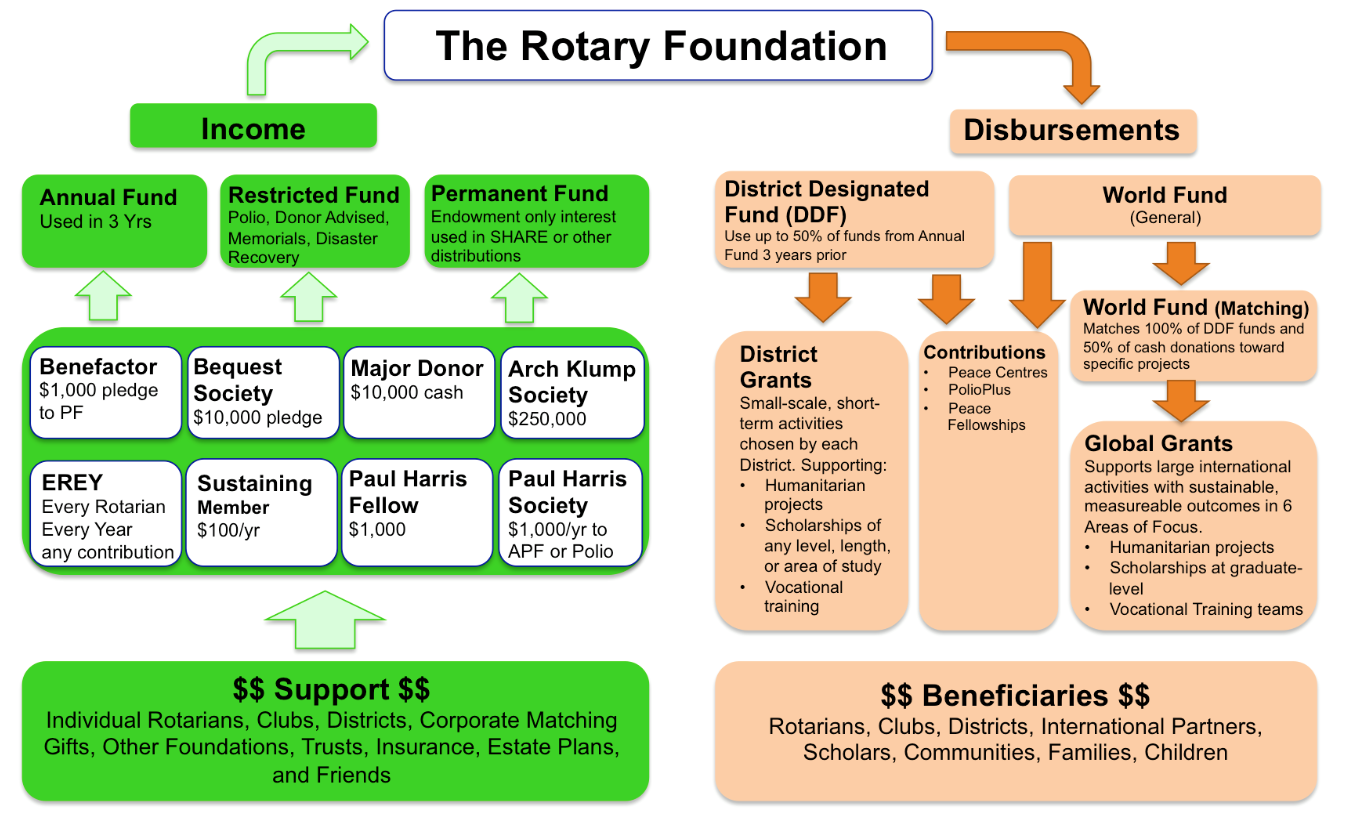 The Rotary Foundation
Income
Annual Fund
Used in 3 Yrs
Restricted Fund
Polio, Donor Advised,
Memorials, Disaster
Recovery
Permanent Fund
Endowment only interest
used in SHARE or other
distributions
Benefactor
$1,000 pledge
to PF
Bequest
Society
$10,000 pledge
Major Donor
$10,000 cash
Arch Klump
Society
$250,000
EREY
Every Rotarian
Every Year
any contribution
Sustaining
Member
$100/yr
Paul Harris
Fellow
$1,000
Paul Harris
Society
$1,000/yr to
APF or Polio
$$ Support $$
Individual Rotarians, Clubs, Districts, Corporate Matching
Gifts, Other Foundations, Trusts, Insurance, Estate Plans,
and Friends
Disbursements
District Designated
Fund (DDF)
Use up to 50% of funds from Annual
Fund 3 years prior
World Fund
(General)
World Fund (Matching)
Matches 100% of DDF funds and
50% of cash donations toward
specific projects
District
Grants
Small-scale, short-
term activities
chosen by each
District. Supporting:
• Humanitarian
projects
• Scholarships of
any level, length,
or area of study
• Vocational
training
Contributions
• Peace Centres
• PolioPlus
• Peace
Fellowships
Global Grants
Supports large international
activities with sustainable,
measureable outcomes in 6
Areas of Focus.
• Humanitarian projects
• Scholarships at graduate-
level
• Vocational Training teams
$$ Beneficiaries $$
Rotarians, Clubs, Districts, International Partners,
Scholars, Communities, Families, Children